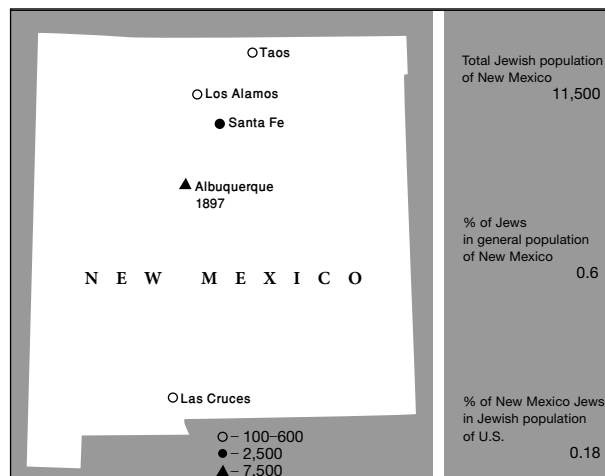 Taos
Los Alamos
Santa Fe
Albuquerque
1897
NEW MEXICO
Las Cruces
– 100–600
– 2,500
– 7,500
Total Jewish population
of New Mexico
11,500
% of Jews
in general population
of New Mexico
0.6
% of New Mexico Jews
in Jewish population
of U.S.
0.18